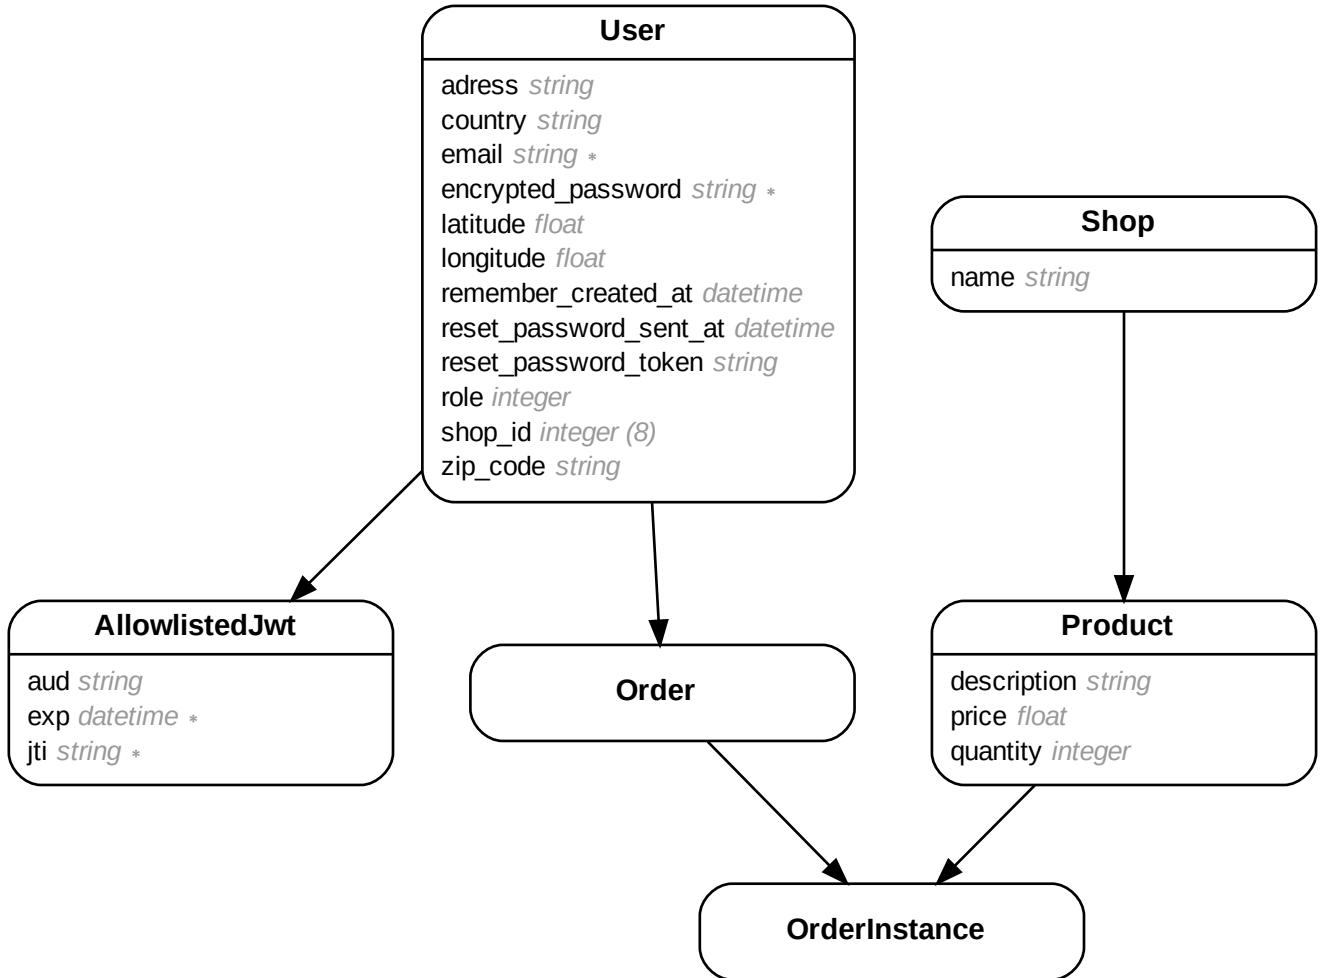 User
adress string
country string
email string *
encrypted_password string *
latitude float
longitude float
remember_created_at datetime
reset_password_sent_at datetime
reset_password_token string
role integer
shop_id integer (8)
zip_code string
Shop
name string
AllowlistedJwt
aud string
exp datetime *
jti string *
Order
Product
description string
price float
quantity integer
OrderInstance